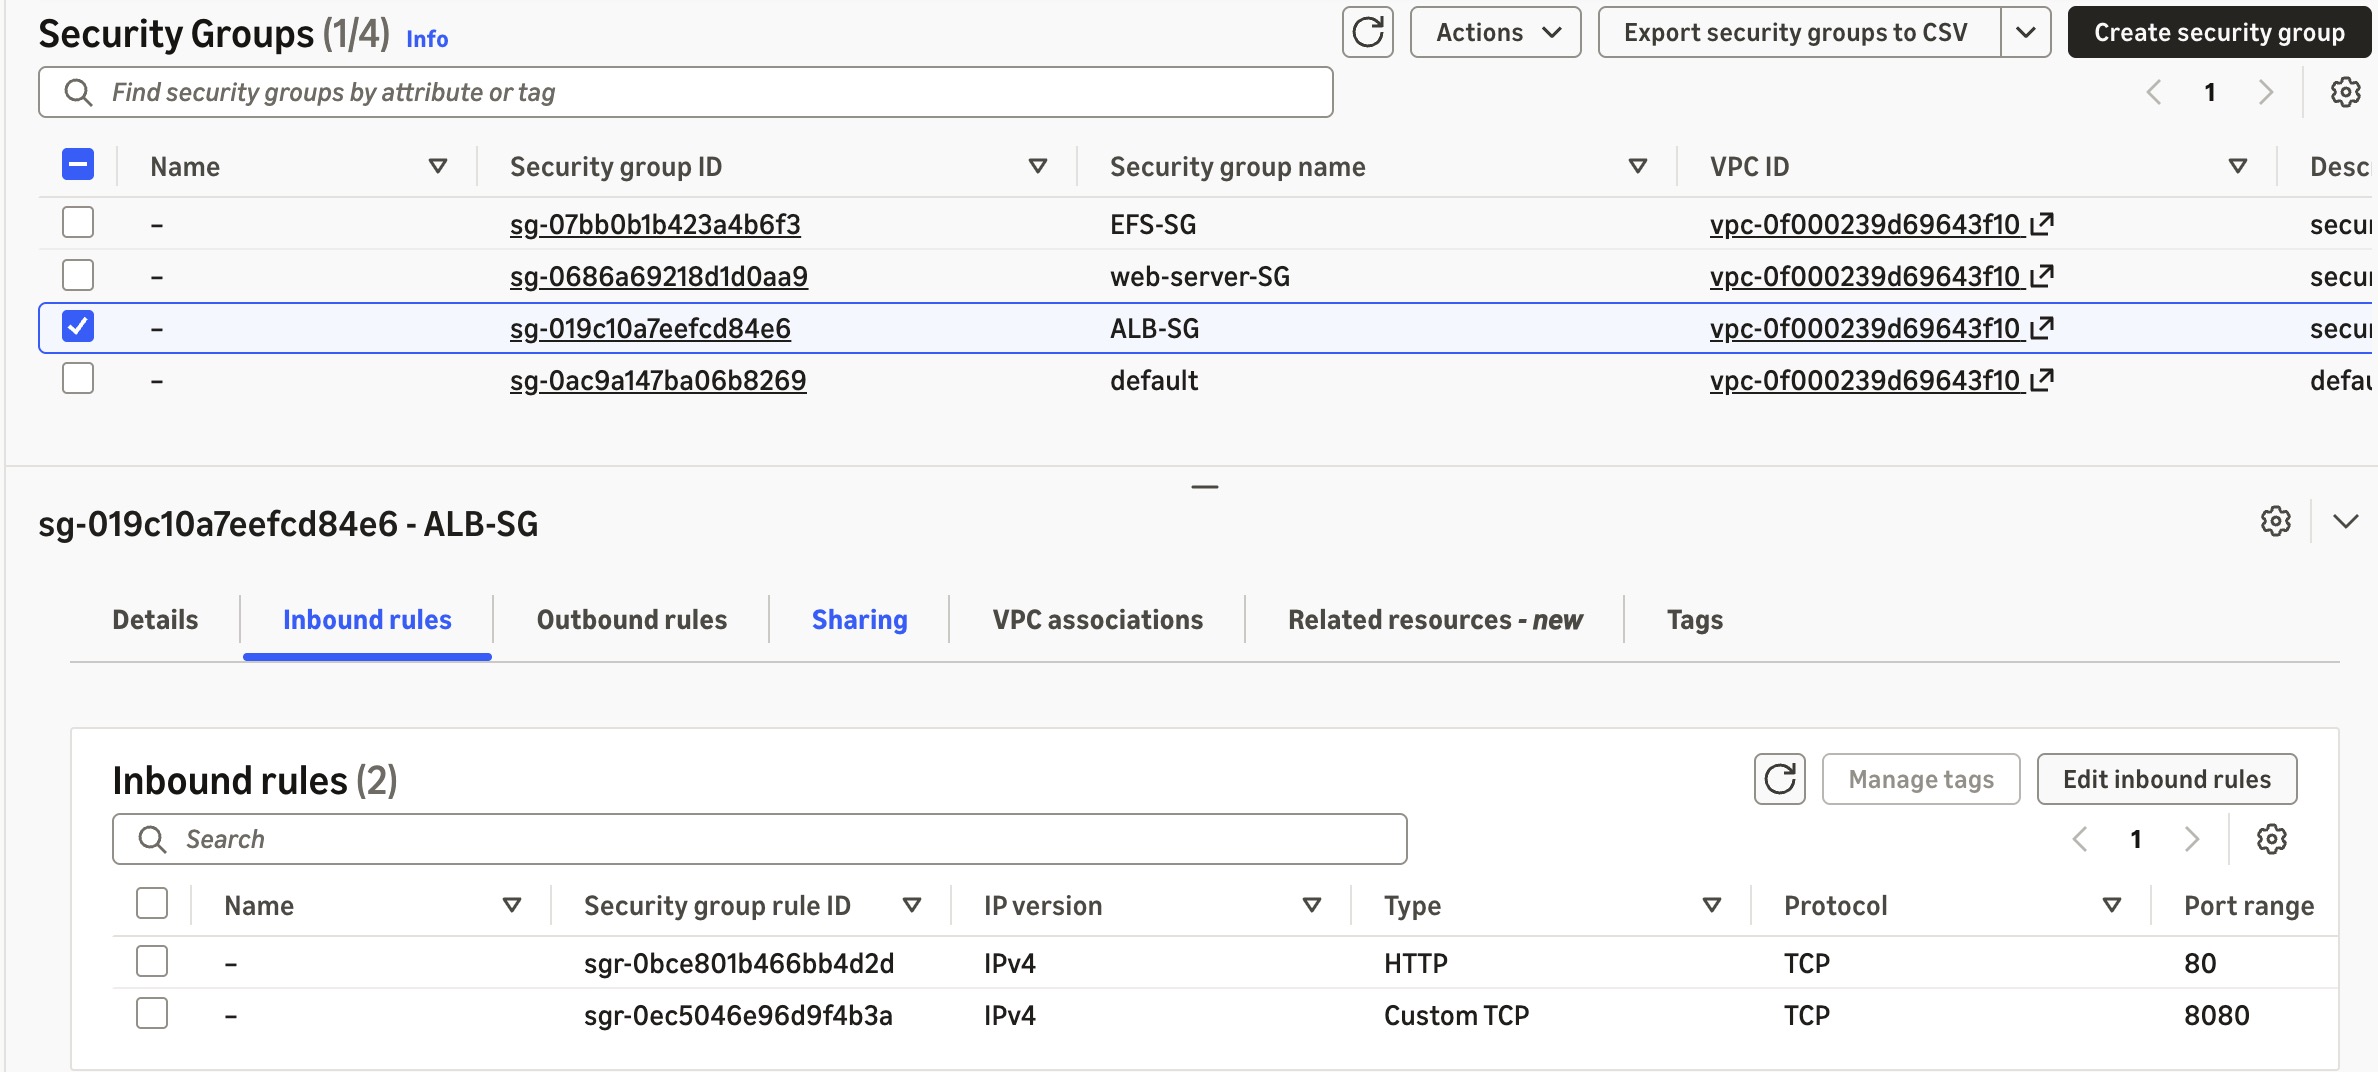 Security Groups (1/4) Info
Actions
Export security groups to CSV
Create security group
Find security groups by attribute or tag
1
Name Security group ID Security group name VPC ID Desc
– sg-07bb0b1b423a4b6f3 EFS-SG vpc-0f000239d69643f10 secu
– sg-0686a69218d1d0aa9 web-server-SG vpc-0f000239d69643f10 secu
– sg-019c10a7eefcd84e6 ALB-SG vpc-0f000239d69643f10 secu
– sg-0ac9a147ba06b8269 default vpc-0f000239d69643f10 defau
sg-019c10a7eefcd84e6 - ALB-SG
Details Inbound rules Outbound rules Sharing VPC associations Related resources - new Tags
Inbound rules (2)
Manage tags
Edit inbound rules
Search
1
Name Security group rule ID IP version Type Protocol Port range
– sgr-0bce801b466bb4d2d IPv4 HTTP TCP 80
– sgr-0ec5046e96d9f4b3a IPv4 Custom TCP TCP 8080